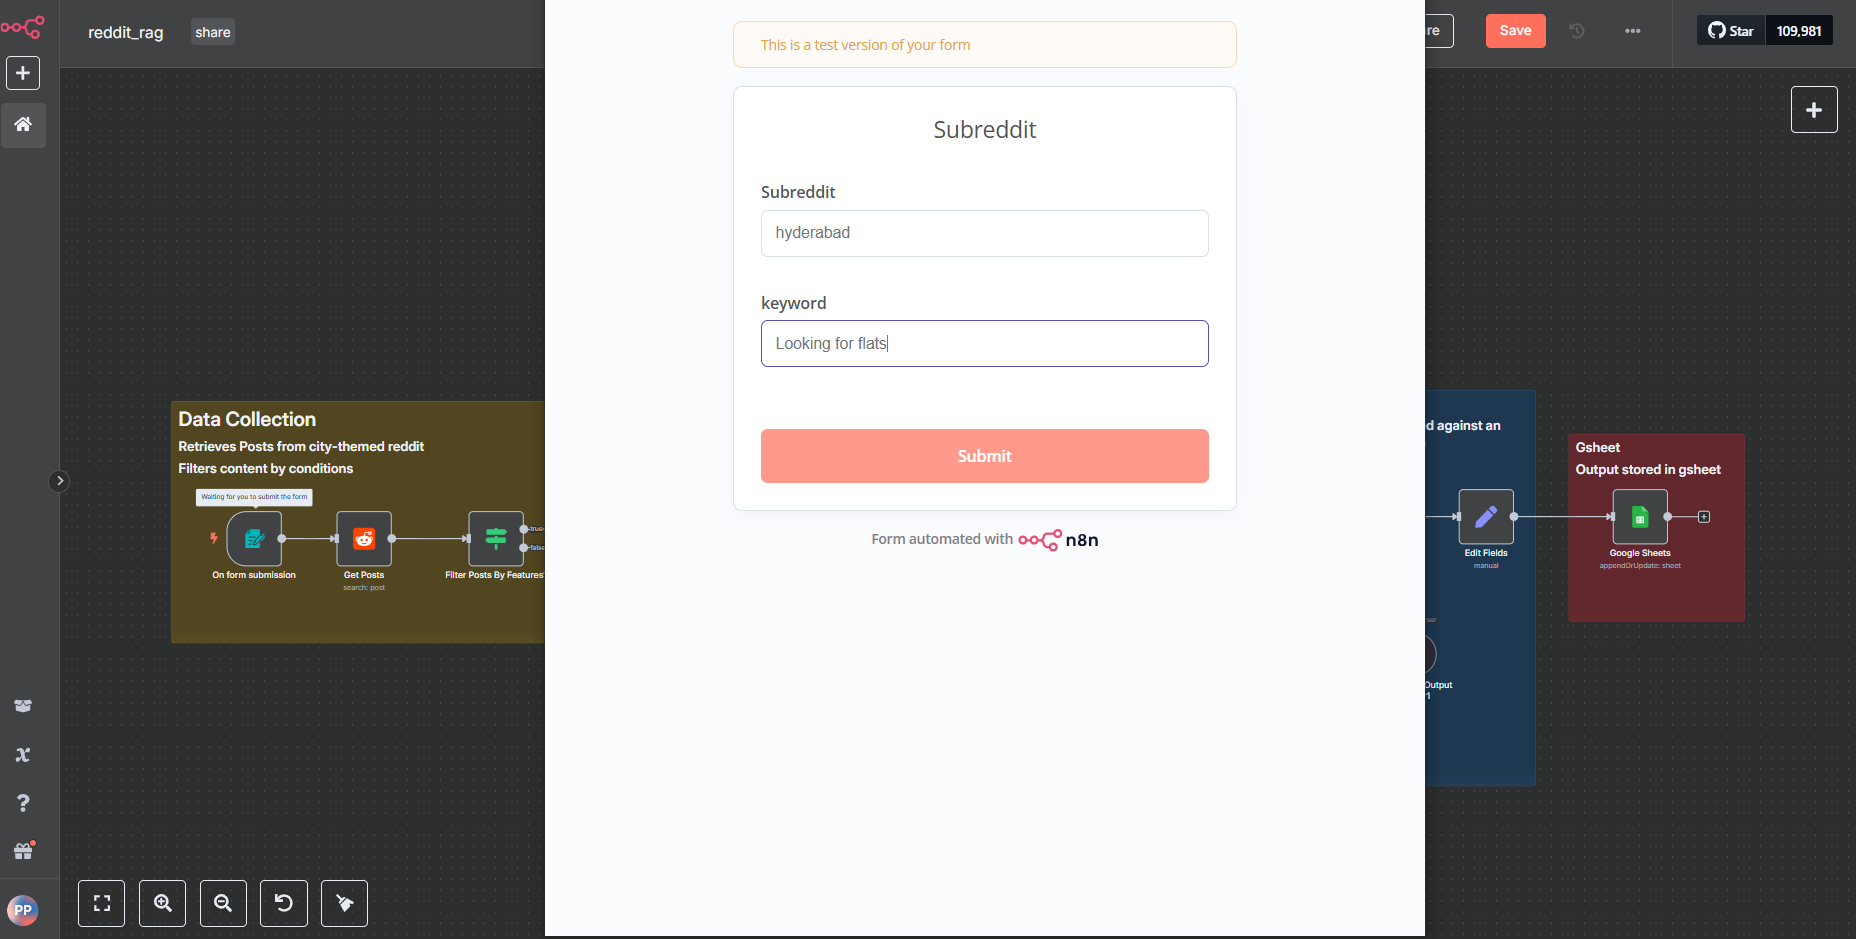 reddit_rag
share
re
Save
Star
109,981
This is a test version of your form
Subreddit
Subreddit
hyderabad
keyword
Looking for flats
Submit
Form automated with n8n
Data Collection
Retrieves Posts from city-themed reddit
Filters content by conditions
Waiting for you to submit the form
On form submission
Get Posts
search: post
true
false
Filter Posts By Features
d against an
Edit Fields
manual
Output
Gsheet
Output stored in gsheet
Google Sheets
appendOrUpdate: sheet
PP